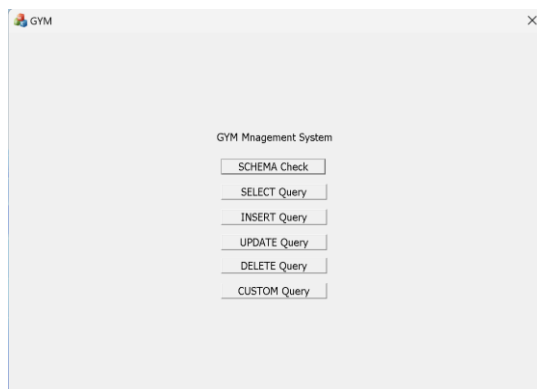 GYM
GYM Mnagement System
SCHEMA Check
SELECT Query
INSERT Query
UPDATE Query
DELETE Query
CUSTOM Query